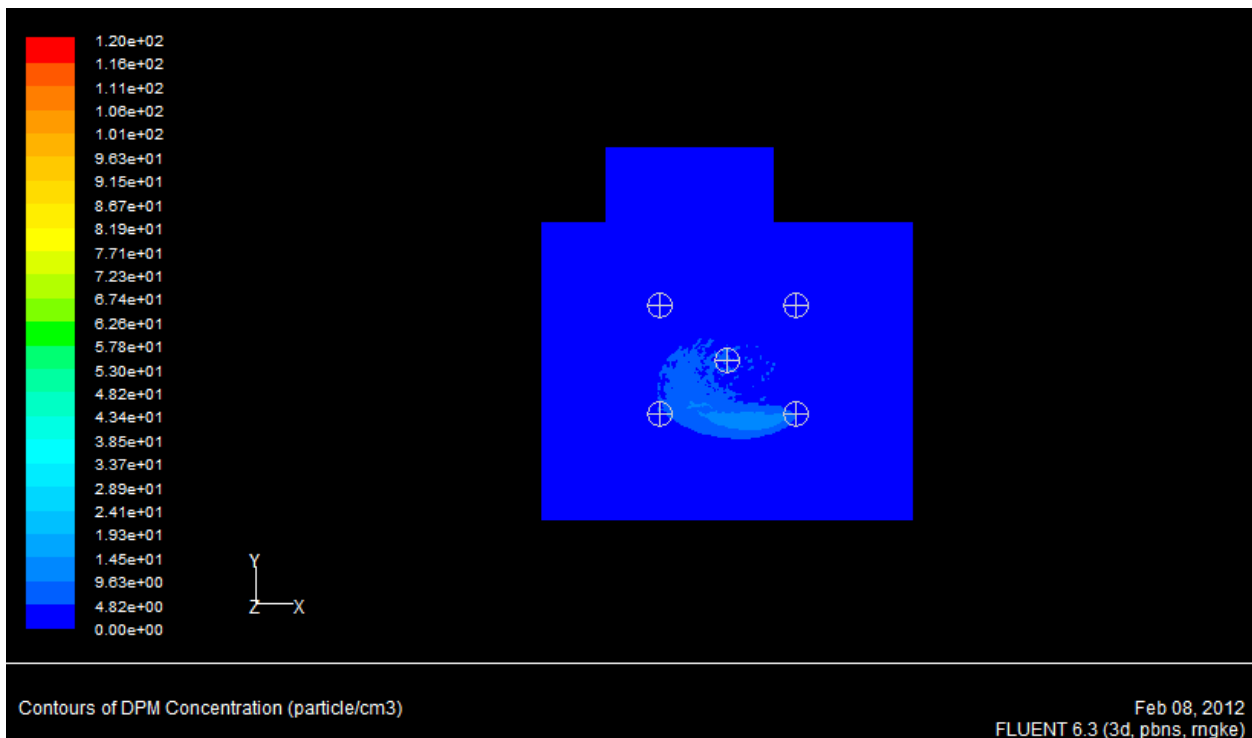 1.20e+02
1.16e+02
1.11e+02
1.06e+02
1.01e+02
9.63e+01
9.15e+01
8.67e+01
8.19e+01
7.71e+01
7.23e+01
6.74e+01
6.26e+01
5.78e+01
5.30e+01
4.82e+01
4.34e+01
3.85e+01
3.37e+01
2.89e+01
2.41e+01
1.93e+01
1.45e+01
9.63e+00
4.82e+00
0.00e+00
Y
Z X
Contours of DPM Concentration (particle/cm3)
Feb 08, 2012
FLUENT 6.3 (3d, pbns, rngke)